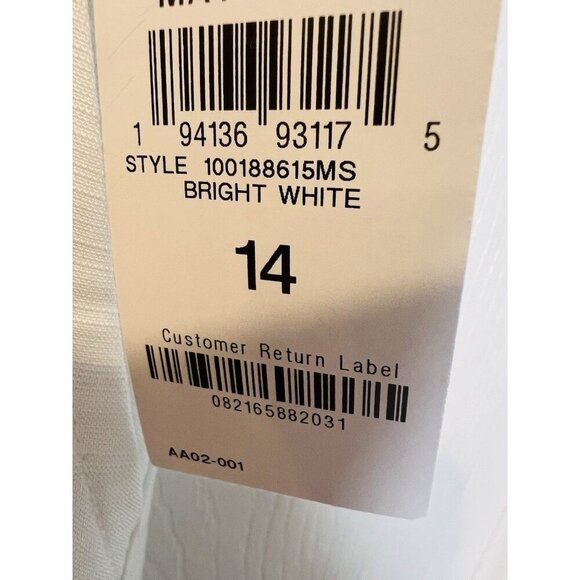 1 94136 93117 5
STYLE 100188615MS
BRIGHT WHITE
14
Customer Return Label
082165882031
AA02-001